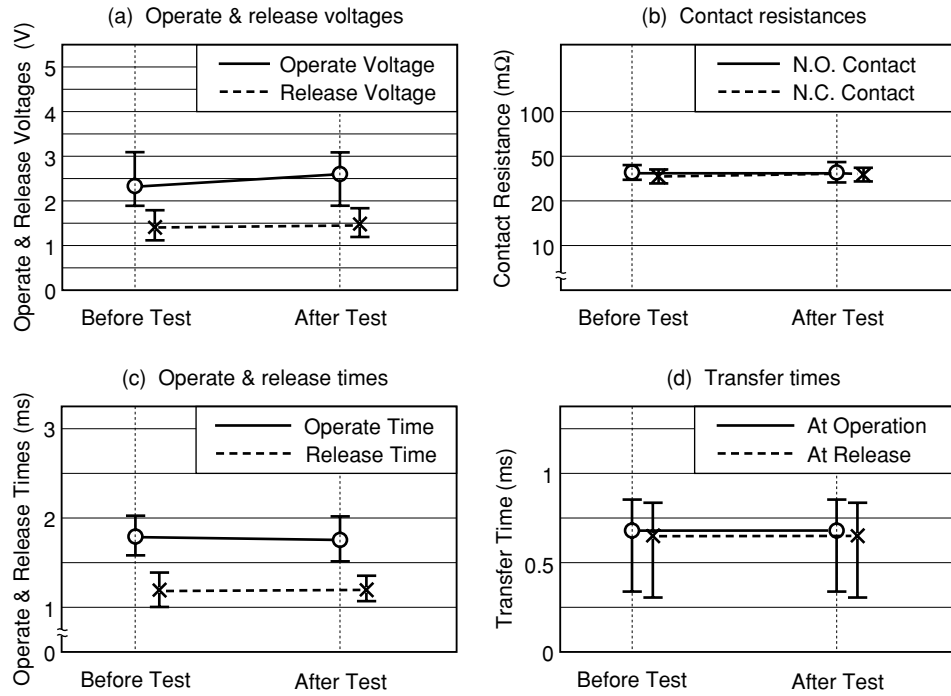 (a) Operate & release voltages
Operate & Release Voltages (V)
5
4
3
2
1
0
Operate Voltage
Release Voltage
Before Test
After Test
(b) Contact resistances
Contact Resistance (mΩ)
100
50
20
10
N.O. Contact
N.C. Contact
Before Test
After Test
(c) Operate & release times
Operate & Release Times (ms)
3
2
1
0
Operate Time
Release Time
Before Test
After Test
(d) Transfer times
Transfer Time (ms)
1
0.5
0
At Operation
At Release
Before Test
After Test